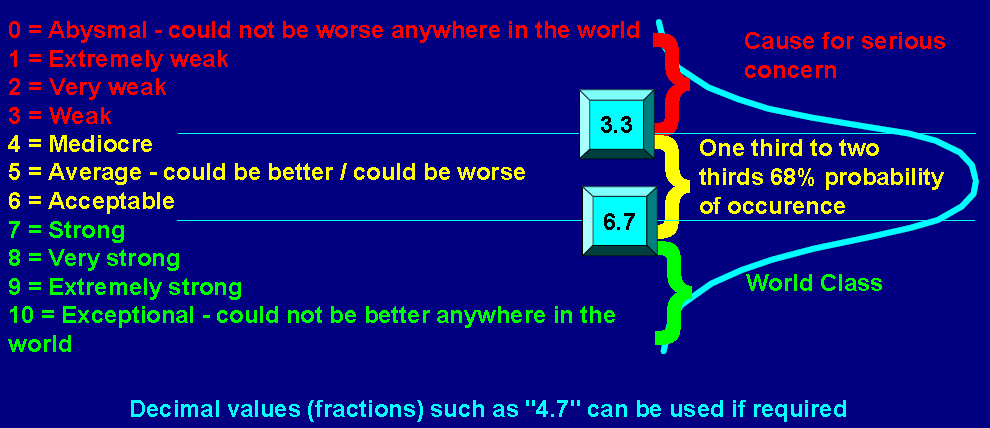 0 = Abysmal - could not be worse anywhere in the world
1 = Extremely weak
2 = Very weak
3 = Weak
4 = Mediocre
5 = Average - could be better / could be worse
6 = Acceptable
7 = Strong
8 = Very strong
9 = Extremely strong
10 = Exceptional - could not be better anywhere in the
world
3.3
6.7
Cause for serious
concern
One third to two
thirds 68% probability
of occurence
World Class
Decimal values (fractions) such as "4.7" can be used if required